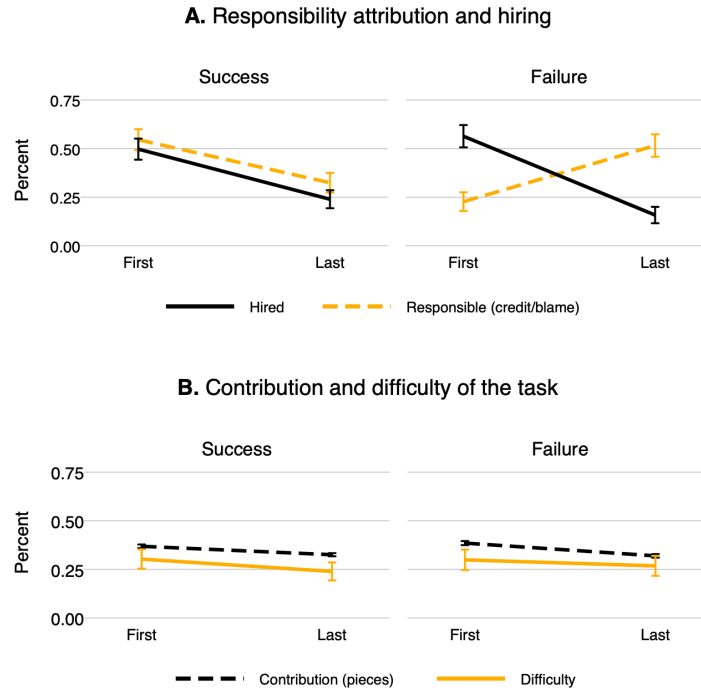 A. Responsibility attribution and hiring
Success
Failure
Percent
0.75
0.50
0.25
0.00
First
Last
First
Last
Hired
Responsible (credit/blame)
B. Contribution and difficulty of the task
Success
Failure
Percent
0.75
0.50
0.25
0.00
First
Last
First
Last
Contribution (pieces)
Difficulty